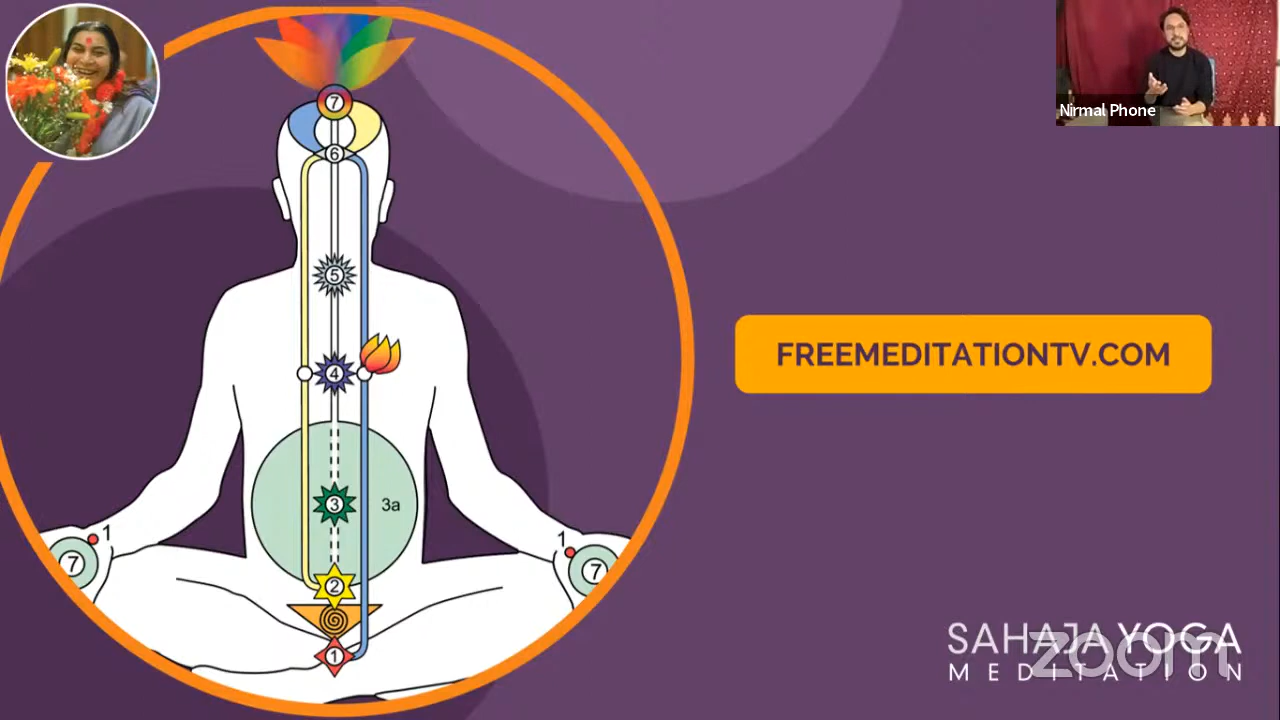 Nirmal Phone
7
6
5
4
3
3a
1
1
7
7
2
1
FREEMEDITATIONTV.COM
SAHAJA YOGA
MEDITATION
zoom